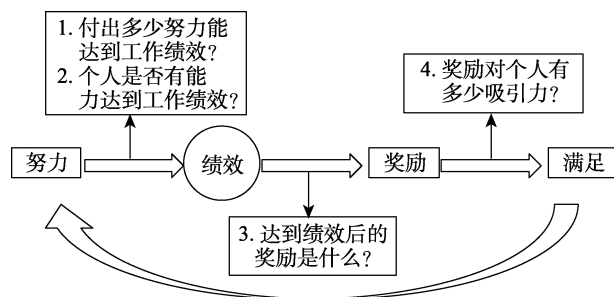 1. 付出多少努力能
达到工作绩效？
2. 个人是否有能
力达到工作绩效？
4. 奖励对个人有
多少吸引力？
努力
绩效
奖励
满足
3. 达到绩效后的
奖励是什么？